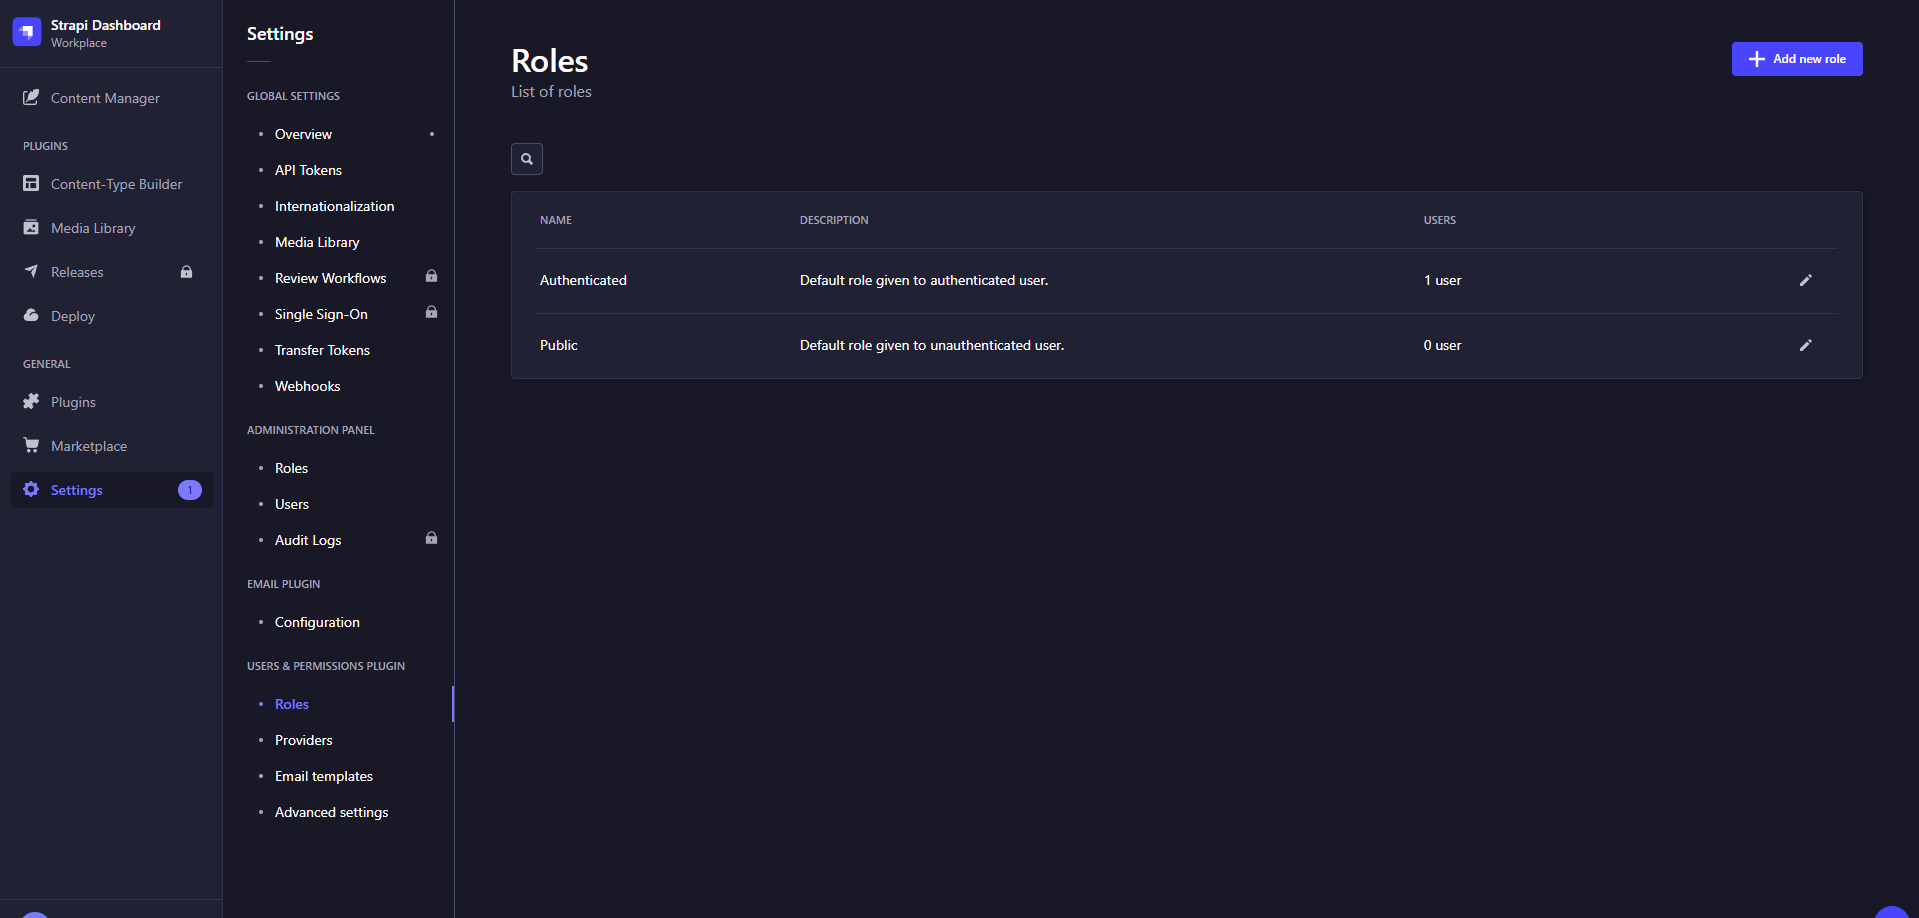 Strapi Dashboard
Workplace
Content Manager
PLUGINS
Content-Type Builder
Media Library
Releases
Deploy
GENERAL
Plugins
Marketplace
Settings 1
Settings
GLOBAL SETTINGS
Overview
API Tokens
Internationalization
Media Library
Review Workflows
Single Sign-On
Transfer Tokens
Webhooks
ADMINISTRATION PANEL
Roles
Users
Audit Logs
EMAIL PLUGIN
Configuration
USERS & PERMISSIONS PLUGIN
Roles
Providers
Email templates
Advanced settings
Roles
List of roles
Add new role
NAME DESCRIPTION USERS
Authenticated Default role given to authenticated user. 1 user
Public Default role given to unauthenticated user. 0 user